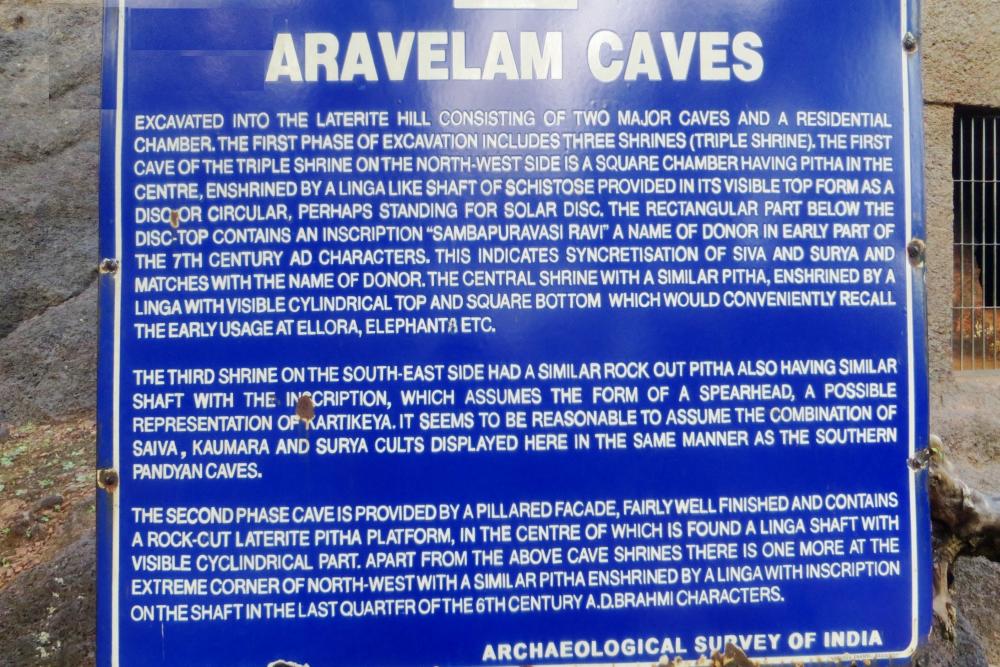 ARAVELAM CAVES
EXCAVATED INTO THE LATERITE HILL CONSISTING OF TWO MAJOR CAVES AND A RESIDENTIAL
CHAMBER. THE FIRST PHASE OF EXCAVATION INCLUDES THREE SHRINES (TRIPLE SHRINE). THE FIRST
CAVE OF THE TRIPLE SHRINE ON THE NORTH-WEST SIDE IS A SQUARE CHAMBER HAVING PITHA IN THE
CENTRE, ENSHRINED BY A LINGA LIKE SHAFT OF SCHISTOSE PROVIDED IN ITS VISIBLE TOP FORM AS A
DISC OR CIRCULAR, PERHAPS STANDING FOR SOLAR DISC. THE RECTANGULAR PART BELOW THE
DISC-TOP CONTAINS AN INSCRIPTION "SAMBAPURAVASI RAVI" A NAME OF DONOR IN EARLY PART OF
THE 7TH CENTURY AD CHARACTERS. THIS INDICATES SYNCRETISATION OF SIVA AND SURYA AND
MATCHES WITH THE NAME OF DONOR. THE CENTRAL SHRINE WITH A SIMILAR PITHA, ENSHRINED BY A
LINGA WITH VISIBLE CYLINDRICAL TOP AND SQUARE BOTTOM WHICH WOULD CONVENIENTLY RECALL
THE EARLY USAGE AT ELLORA, ELEPHANTA ETC.
THE THIRD SHRINE ON THE SOUTH-EAST SIDE HAD A SIMILAR ROCK OUT PITHA ALSO HAVING SIMILAR
SHAFT WITH THE INSCRIPTION, WHICH ASSUMES THE FORM OF A SPEARHEAD, A POSSIBLE
REPRESENTATION OF KARTIKEYA. IT SEEMS TO BE REASONABLE TO ASSUME THE COMBINATION OF
SAIVA , KAUMARA AND SURYA CULTS DISPLAYED HERE IN THE SAME MANNER AS THE SOUTHERN
PANDYAN CAVES.
THE SECOND PHASE CAVE IS PROVIDED BY A PILLARED FACADE, FAIRLY WELL FINISHED AND CONTAINS
A ROCK-CUT LATERITE PITHA PLATFORM, IN THE CENTRE OF WHICH IS FOUND A LINGA SHAFT WITH
VISIBLE CYCLINDRICAL PART. APART FROM THE ABOVE CAVE SHRINES THERE IS ONE MORE AT THE
EXTREME CORNER OF NORTH-WEST WITH A SIMILAR PITHA ENSHRINED BY A LINGA WITH INSCRIPTION
ON THE SHAFT IN THE LAST QUARTER OF THE 6TH CENTURY A.D.BRAHMI CHARACTERS.
ARCHAEOLOGICAL SURVEY OF INDIA